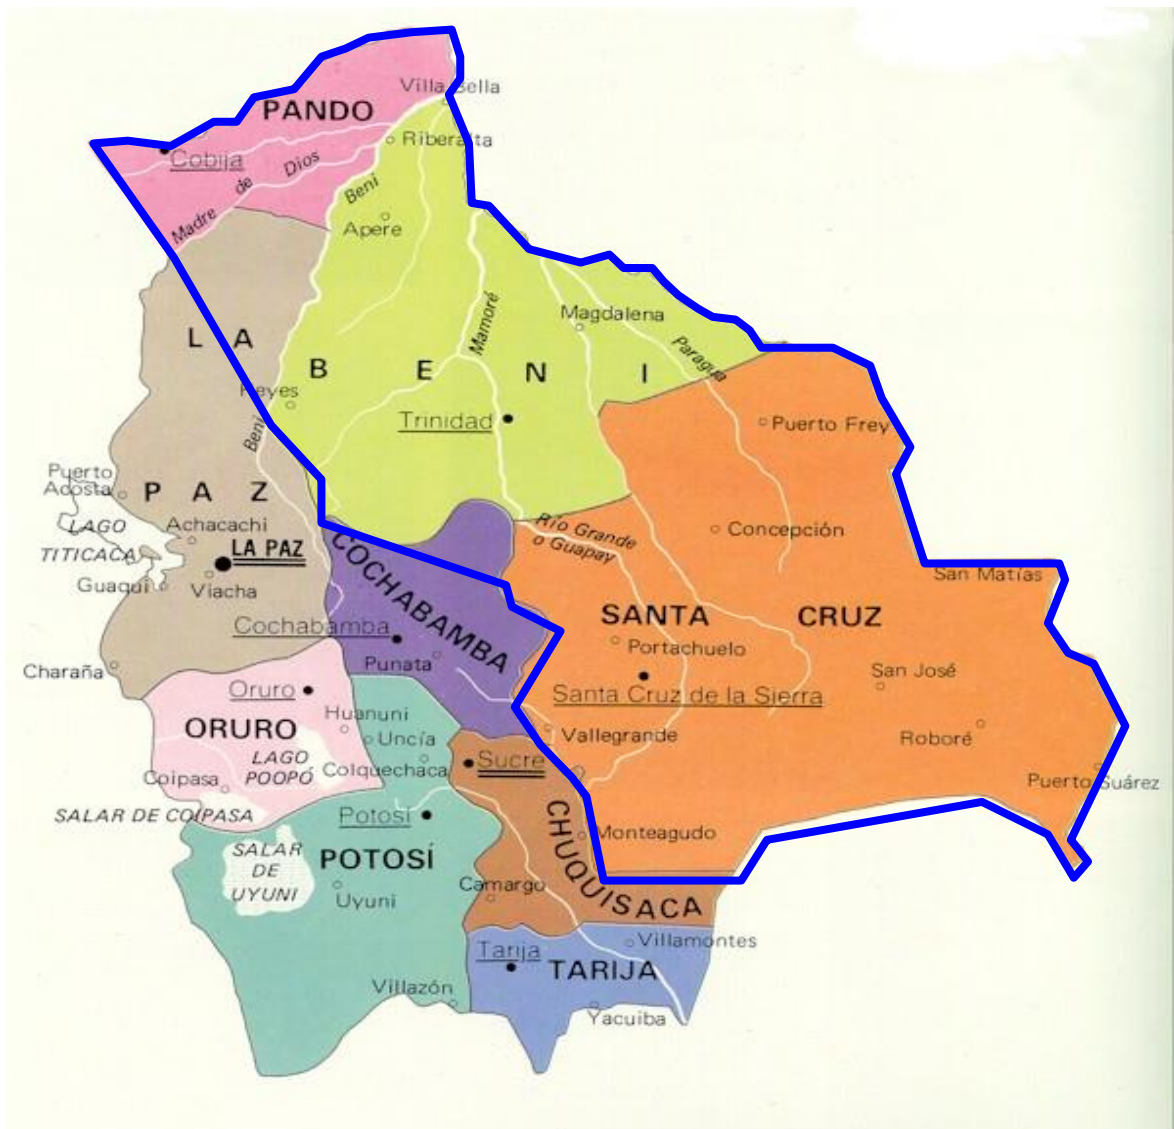 Villa Bella
PANDO
Riberalta
Cobija
Madre de Dios
Beni
Apere
Mamoré
Magdalena
LA
Paragua
BENI
Reyes
Trinidad
Puerto Frey
Beni
Puerto
Acosta
PAZ
LAGO
TITICACA
Achacachi
LA PAZ
Guaqui
Viacha
Río Grande
o Guapay
Concepción
San Matías
COCHABAMBA
Cochabamba
SANTA CRUZ
Punata
Portachuelo
Charaña
San José
Oruro
Santa Cruz de la Sierra
Huanuni
ORURO
Uncía
Vallegrande
Roboré
LAGO
POOPÓ
Colquechaca
Sucre
Coipasa
Puerto Suárez
SALAR DE COIPASA
Potosí
CHUQUISACA
Monteagudo
SALAR
DE
UYUNI
POTOSÍ
Uyuni
Camargo
Tarija
Villamontes
TARIJA
Villazón
Yacuiba